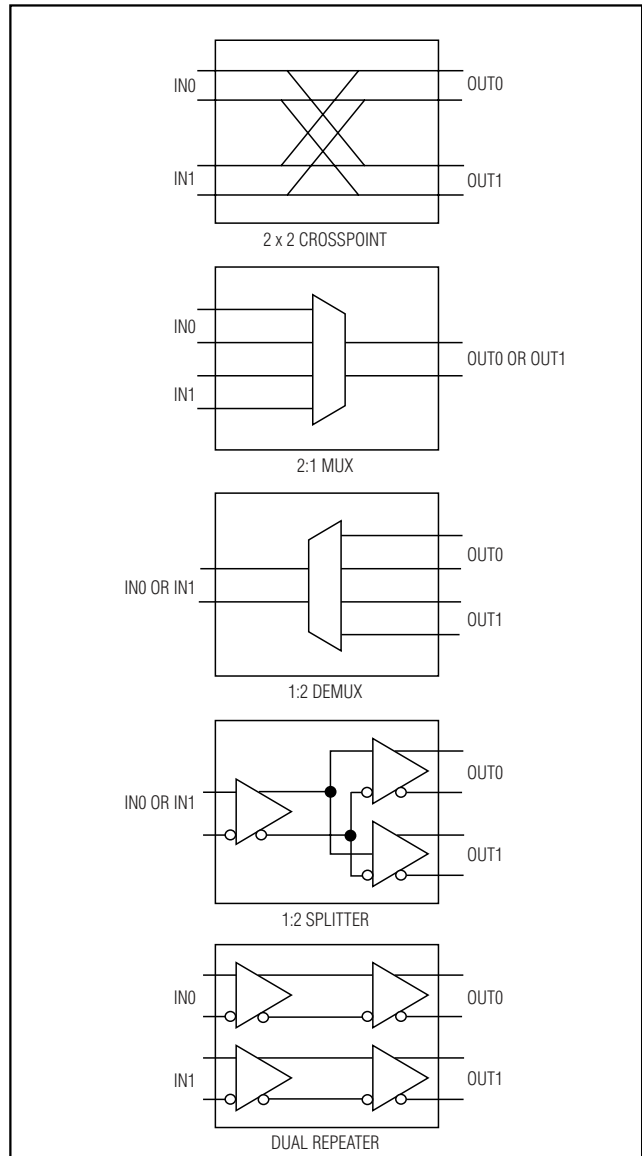 IN0
OUT0
IN1
OUT1
2 x 2 CROSSPOINT
IN0
OUT0 OR OUT1
IN1
2:1 MUX
OUT0
IN0 OR IN1
OUT1
1:2 DEMUX
OUT0
IN0 OR IN1
OUT1
1:2 SPLITTER
IN0
OUT0
IN1
OUT1
DUAL REPEATER